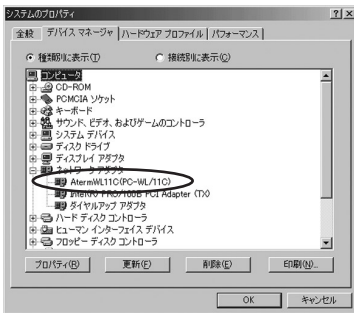 システムのプロパティ
全般 デバイス マネージャ ハードウェア プロファイル パフォーマンス
種類別に表示(T) 接続別に表示(C)
コンピュータ
CD-ROM
PCMCIA ソケット
キーボード
サウンド、ビデオ、およびゲームのコントローラ
システム デバイス
ディスク ドライブ
ディスプレイ アダプタ
ネットワーク アダプタ
AtermWL11C(PC-WL/11C)
Intel(R) PRO/100B PCI Adapter (TX)
ダイヤルアップ アダプタ
ハード ディスク コントローラ
ヒューマン インターフェイス デバイス
フロッピー ディスク コントローラ
プロパティ(R) 更新(F) 削除(E) 印刷(N)...
OK キャンセル